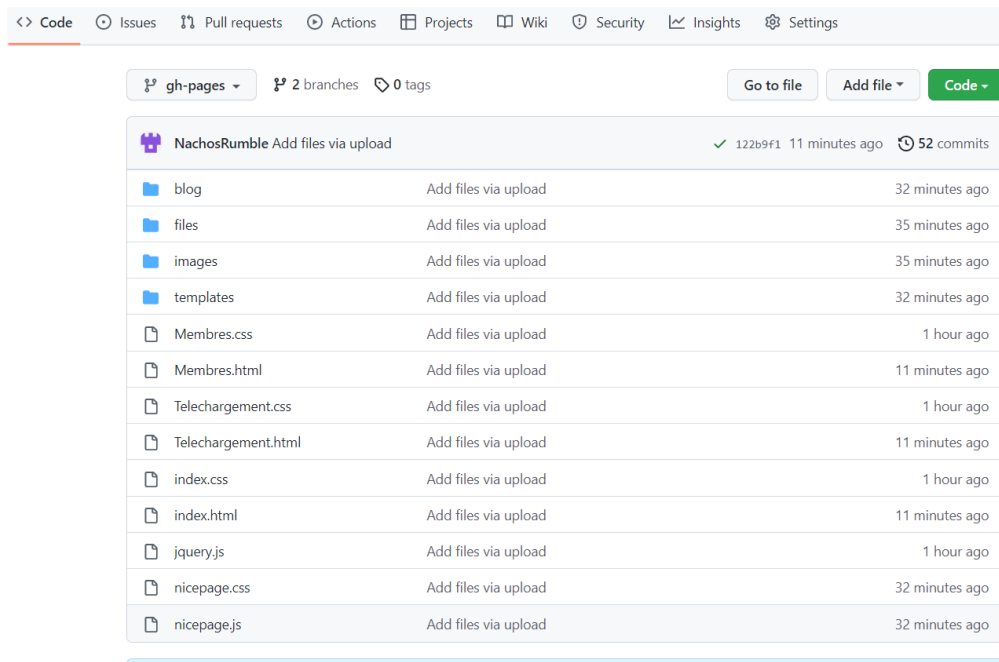 Code Issues Pull requests Actions Projects Wiki Security Insights Settings
gh-pages 2 branches 0 tags Go to file Add file Code
NachosRumble Add files via upload 122b9f1 11 minutes ago 52 commits
blog Add files via upload 32 minutes ago
files Add files via upload 35 minutes ago
images Add files via upload 35 minutes ago
templates Add files via upload 32 minutes ago
Membres.css Add files via upload 1 hour ago
Membres.html Add files via upload 11 minutes ago
Telechargement.css Add files via upload 1 hour ago
Telechargement.html Add files via upload 11 minutes ago
index.css Add files via upload 1 hour ago
index.html Add files via upload 11 minutes ago
jquery.js Add files via upload 1 hour ago
nicepage.css Add files via upload 32 minutes ago
nicepage.js Add files via upload 32 minutes ago